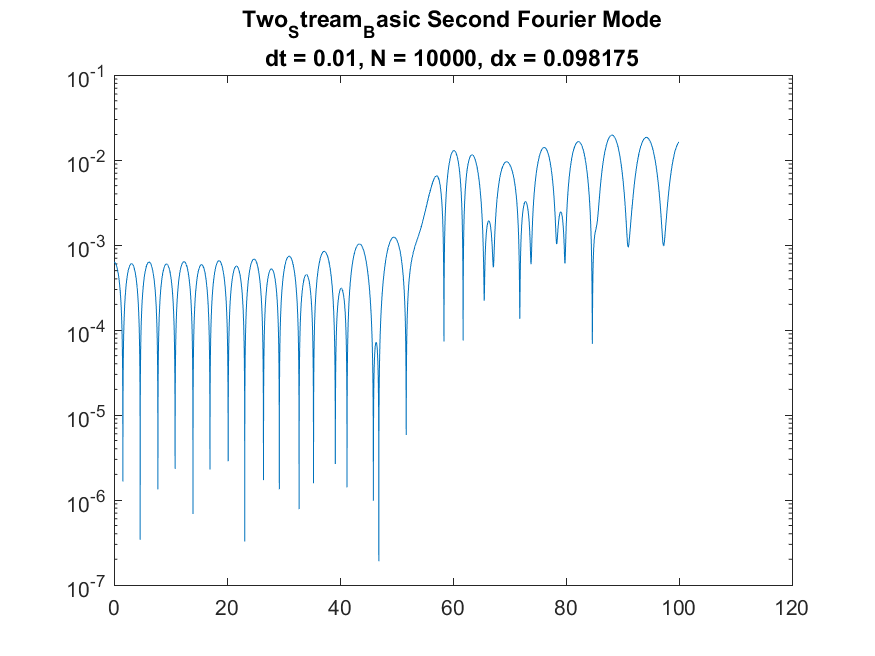 Two_Stream_Basic Second Fourier Mode
dt = 0.01, N = 10000, dx = 0.098175
10^-1
10^-2
10^-3
10^-4
10^-5
10^-6
10^-7
0 20 40 60 80 100 120